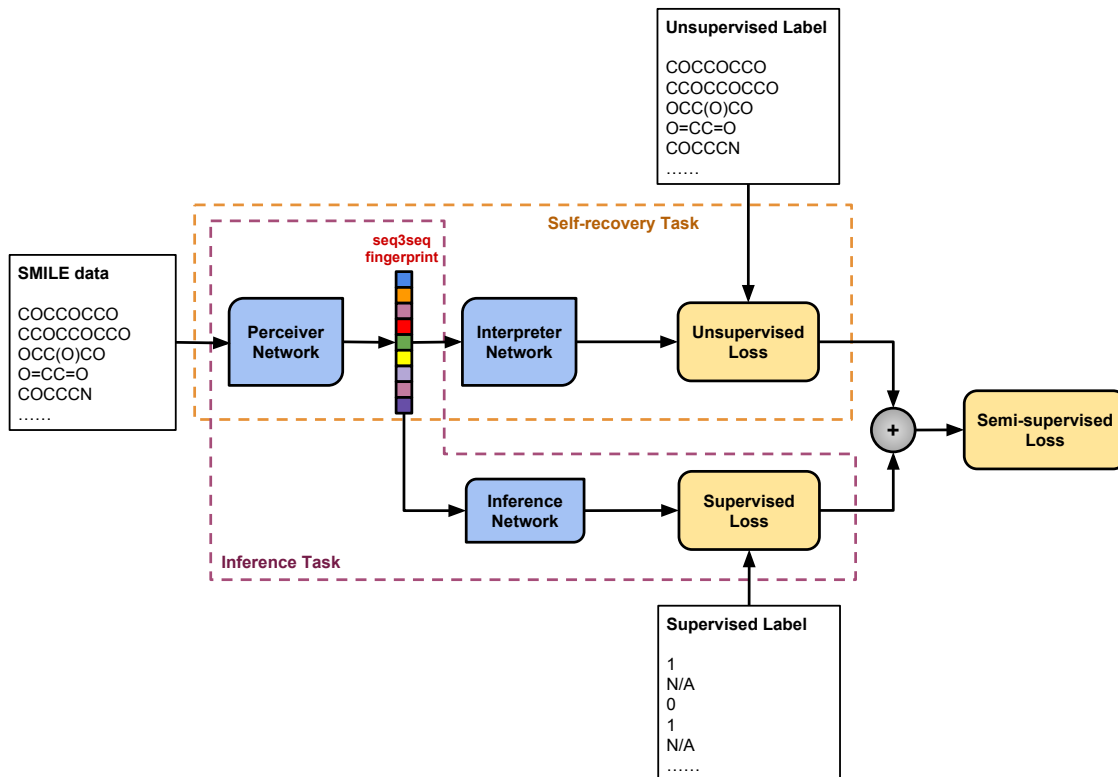 Unsupervised Label
COCCOCCO
CCOCCOCCO
OCC(O)CO
O=CC=O
COCCCN
……
Self-recovery Task
seq3seq
fingerprint
SMILE data
COCCOCCO
CCOCCOCCO
OCC(O)CO
O=CC=O
COCCCN
……
Perceiver
Network
Interpreter
Network
Unsupervised
Loss
+
Semi-supervised
Loss
Inference
Network
Supervised
Loss
Inference Task
Supervised Label
1
N/A
0
1
N/A
……